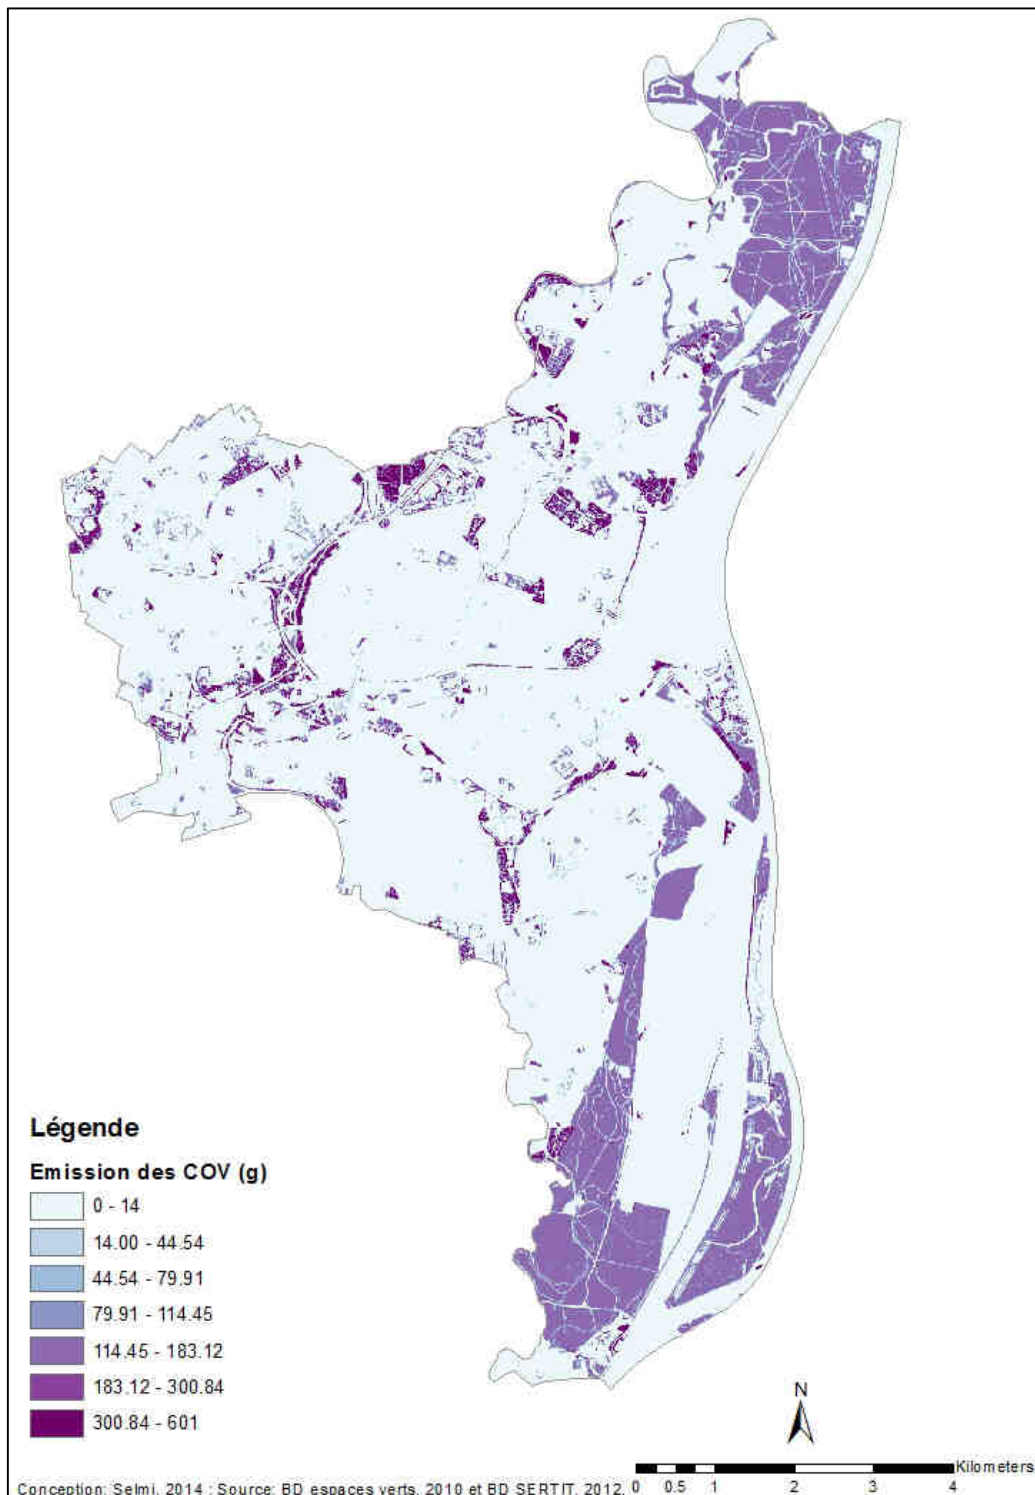 Légende
Emission des COV (g)
0 - 14
14.00 - 44.54
44.54 - 79.91
79.91 - 114.45
114.45 - 183.12
183.12 - 300.84
300.84 - 601
N
Kilometers
0 0.5 1 2 3 4
Conception: Selmi, 2014 ; Source: BD espaces verts, 2010 et BD SERTIT, 2012.